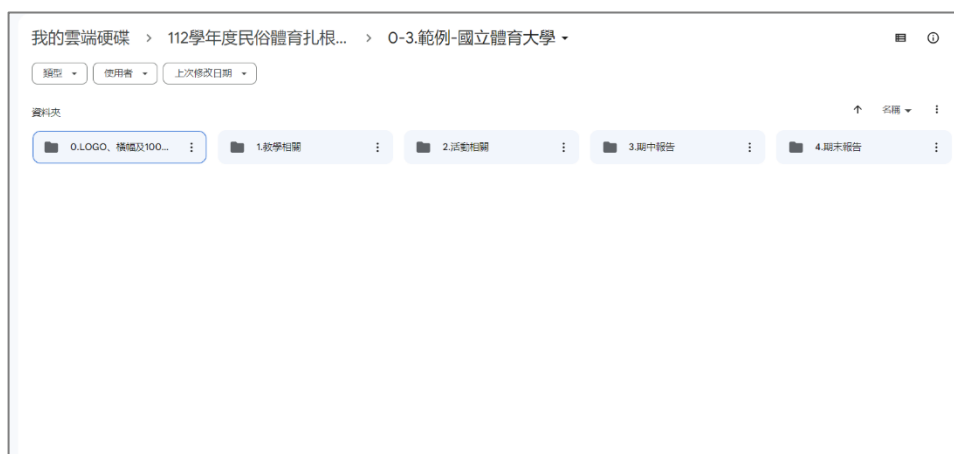 我的雲端硬碟 > 112學年度民俗體育扎根... > 0-3.範例-國立體育大學
類型 使用者 上次修改日期
資料夾 名稱
0.LOGO、橫幅及100... 1.教學相關 2.活動相關 3.期中報告 4.期末報告